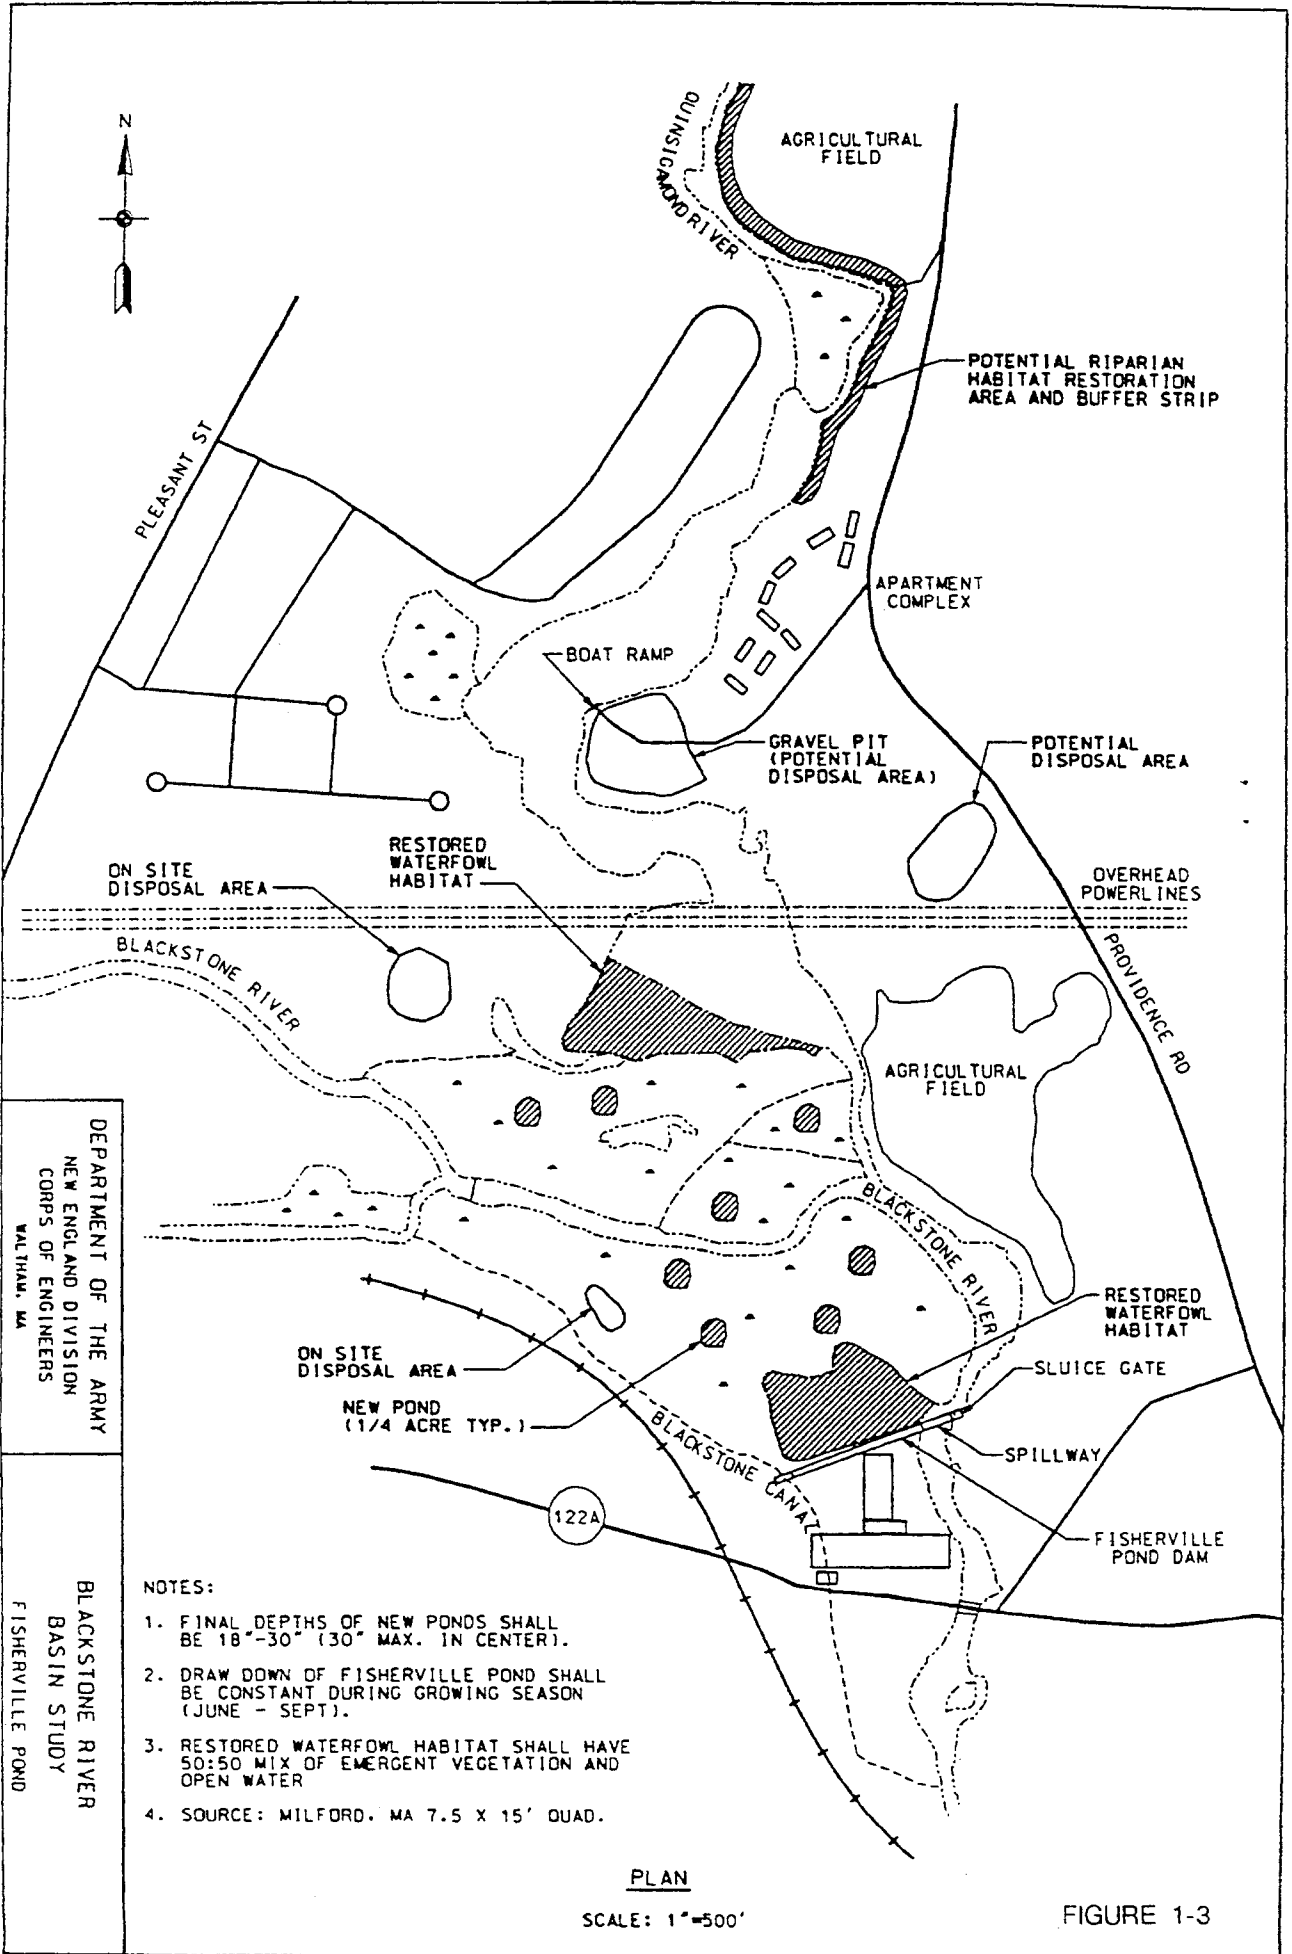 N
QUINSIGAMOND RIVER
AGRICULTURAL
FIELD
POTENTIAL RIPARIAN
HABITAT RESTORATION
AREA AND BUFFER STRIP
PLEASANT ST
APARTMENT
COMPLEX
BOAT RAMP
GRAVEL PIT
(POTENTIAL
DISPOSAL AREA)
POTENTIAL
DISPOSAL AREA
RESTORED
WATERFOWL
HABITAT
ON SITE
DISPOSAL AREA
OVERHEAD
POWERLINES
BLACKSTONE RIVER
PROVIDENCE RD
AGRICULTURAL
FIELD
BLACKSTONE RIVER
RESTORED
WATERFOWL
HABITAT
ON SITE
DISPOSAL AREA
SLUICE GATE
NEW POND
(1/4 ACRE TYP.)
BLACKSTONE CANAL
SPILLWAY
122A
FISHERVILLE
POND DAM
NOTES:
1. FINAL DEPTHS OF NEW PONDS SHALL
BE 18"-30" (30" MAX. IN CENTER).
2. DRAW DOWN OF FISHERVILLE POND SHALL
BE CONSTANT DURING GROWING SEASON
(JUNE - SEPT).
3. RESTORED WATERFOWL HABITAT SHALL HAVE
50:50 MIX OF EMERGENT VEGETATION AND
OPEN WATER
4. SOURCE: MILFORD. MA 7.5 X 15' QUAD.
PLAN
SCALE: 1"=500'
FIGURE 1-3
DEPARTMENT OF THE ARMY
NEW ENGLAND DIVISION
CORPS OF ENGINEERS
WALTHAM. MA
BLACKSTONE RIVER
BASIN STUDY
FISHERVILLE POND